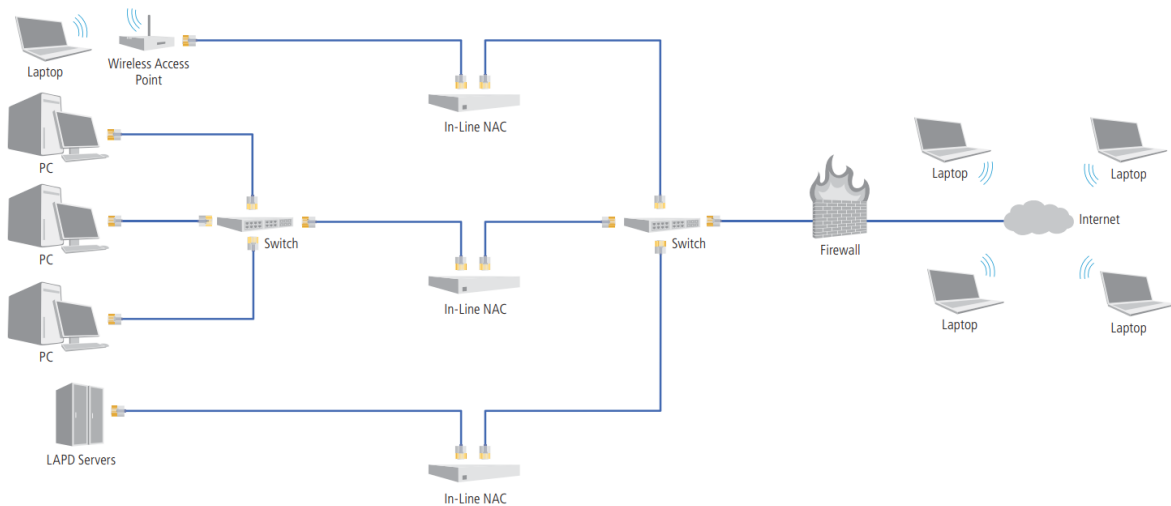 Laptop
Wireless Access
Point
In-Line NAC
PC
PC
Switch
In-Line NAC
PC
LAPD Servers
In-Line NAC
Switch
Firewall
Laptop
Laptop
Internet
Laptop
Laptop